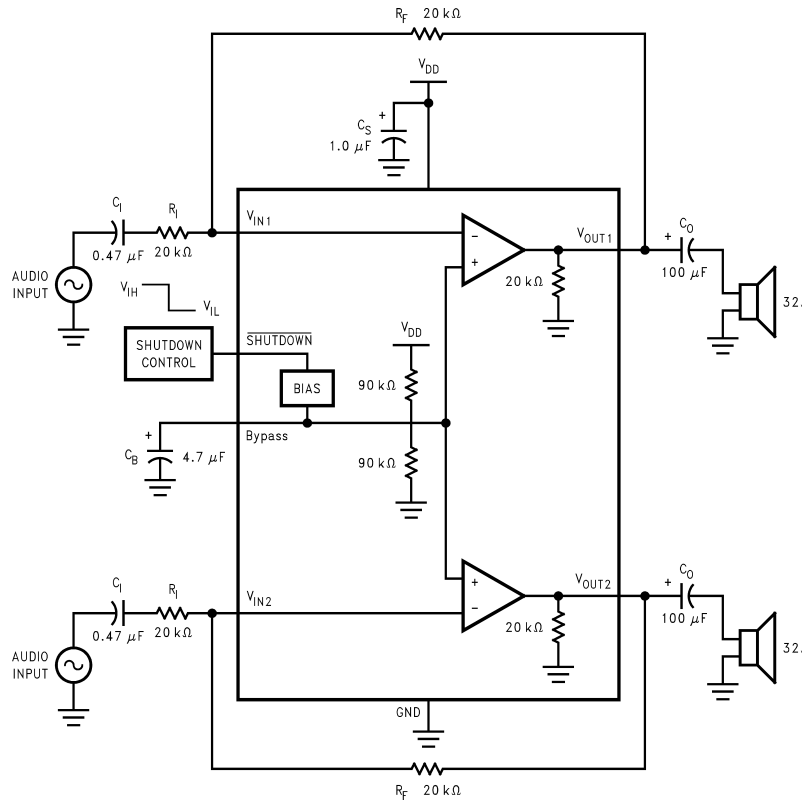 R_F 20 kΩ
V_DD
+
C_S
1.0 μF
C_I
R_I
V_IN1
V_OUT1
C_O
+
0.47 μF
20 kΩ
−
+
20 kΩ
100 μF
AUDIO
INPUT
V_IH
V_IL
32.
SHUTDOWN
SHUTDOWN
CONTROL
V_DD
BIAS
90 kΩ
Bypass
+
C_B
4.7 μF
90 kΩ
C_I
R_I
V_IN2
V_OUT2
C_O
+
0.47 μF
20 kΩ
+
−
20 kΩ
100 μF
AUDIO
INPUT
32.
GND
R_F 20 kΩ